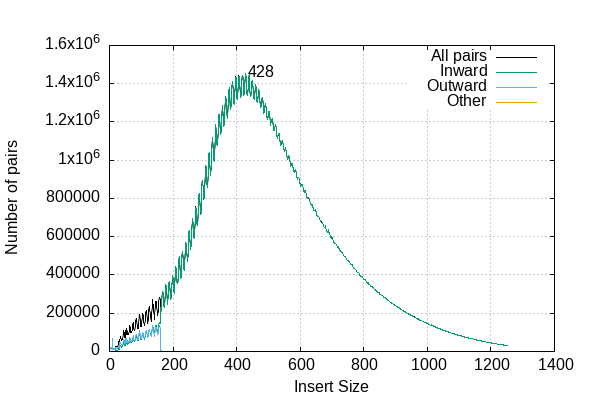 1.6x10^6
1.4x10^6
1.2x10^6
1x10^6
800000
600000
400000
200000
0
Number of pairs
428
All pairs
Inward
Outward
Other
0 200 400 600 800 1000 1200 1400
Insert Size